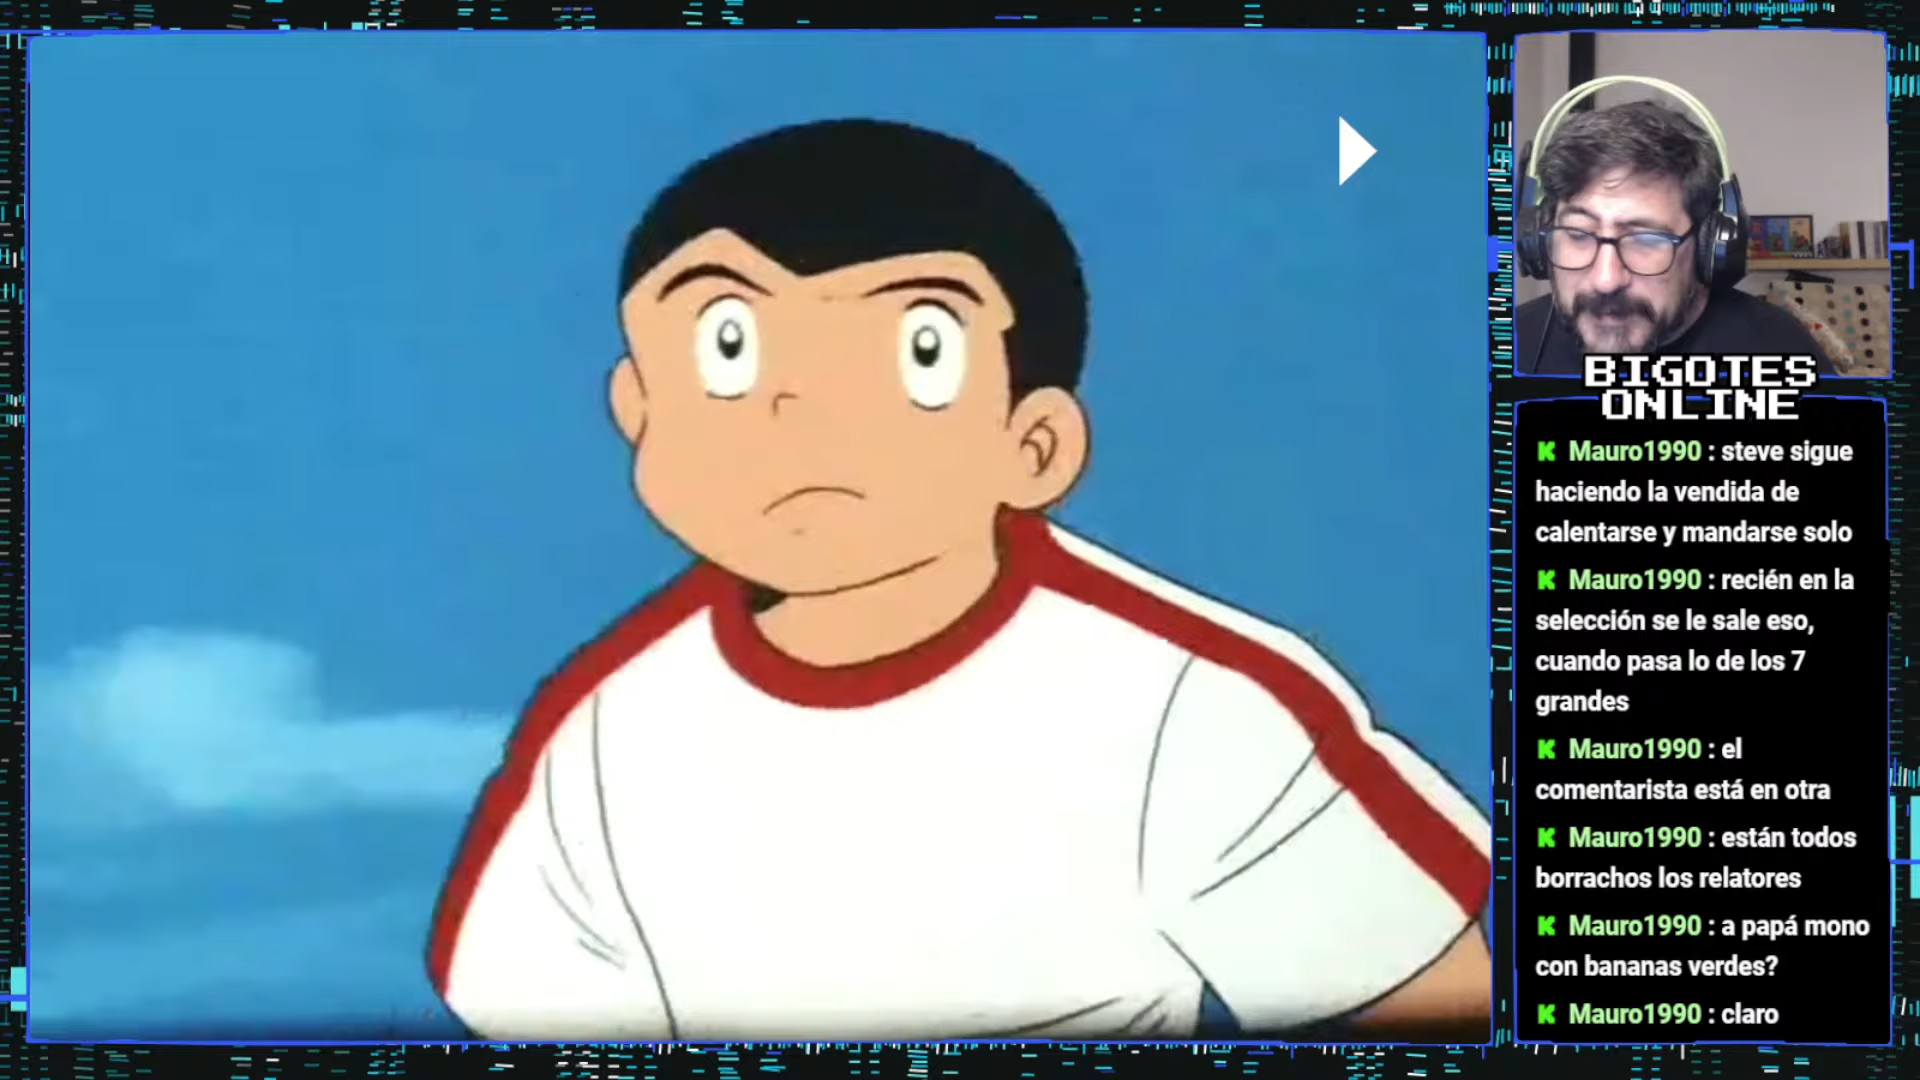 BIGOTES
ONLINE
Mauro1990 : steve sigue
haciendo la vendida de
calentarse y mandarse solo
Mauro1990 : recién en la
selección se le sale eso,
cuando pasa lo de los 7
grandes
Mauro1990 : el
comentarista está en otra
Mauro1990 : están todos
borrachos los relatores
Mauro1990 : a papá mono
con bananas verdes?
Mauro1990 : claro